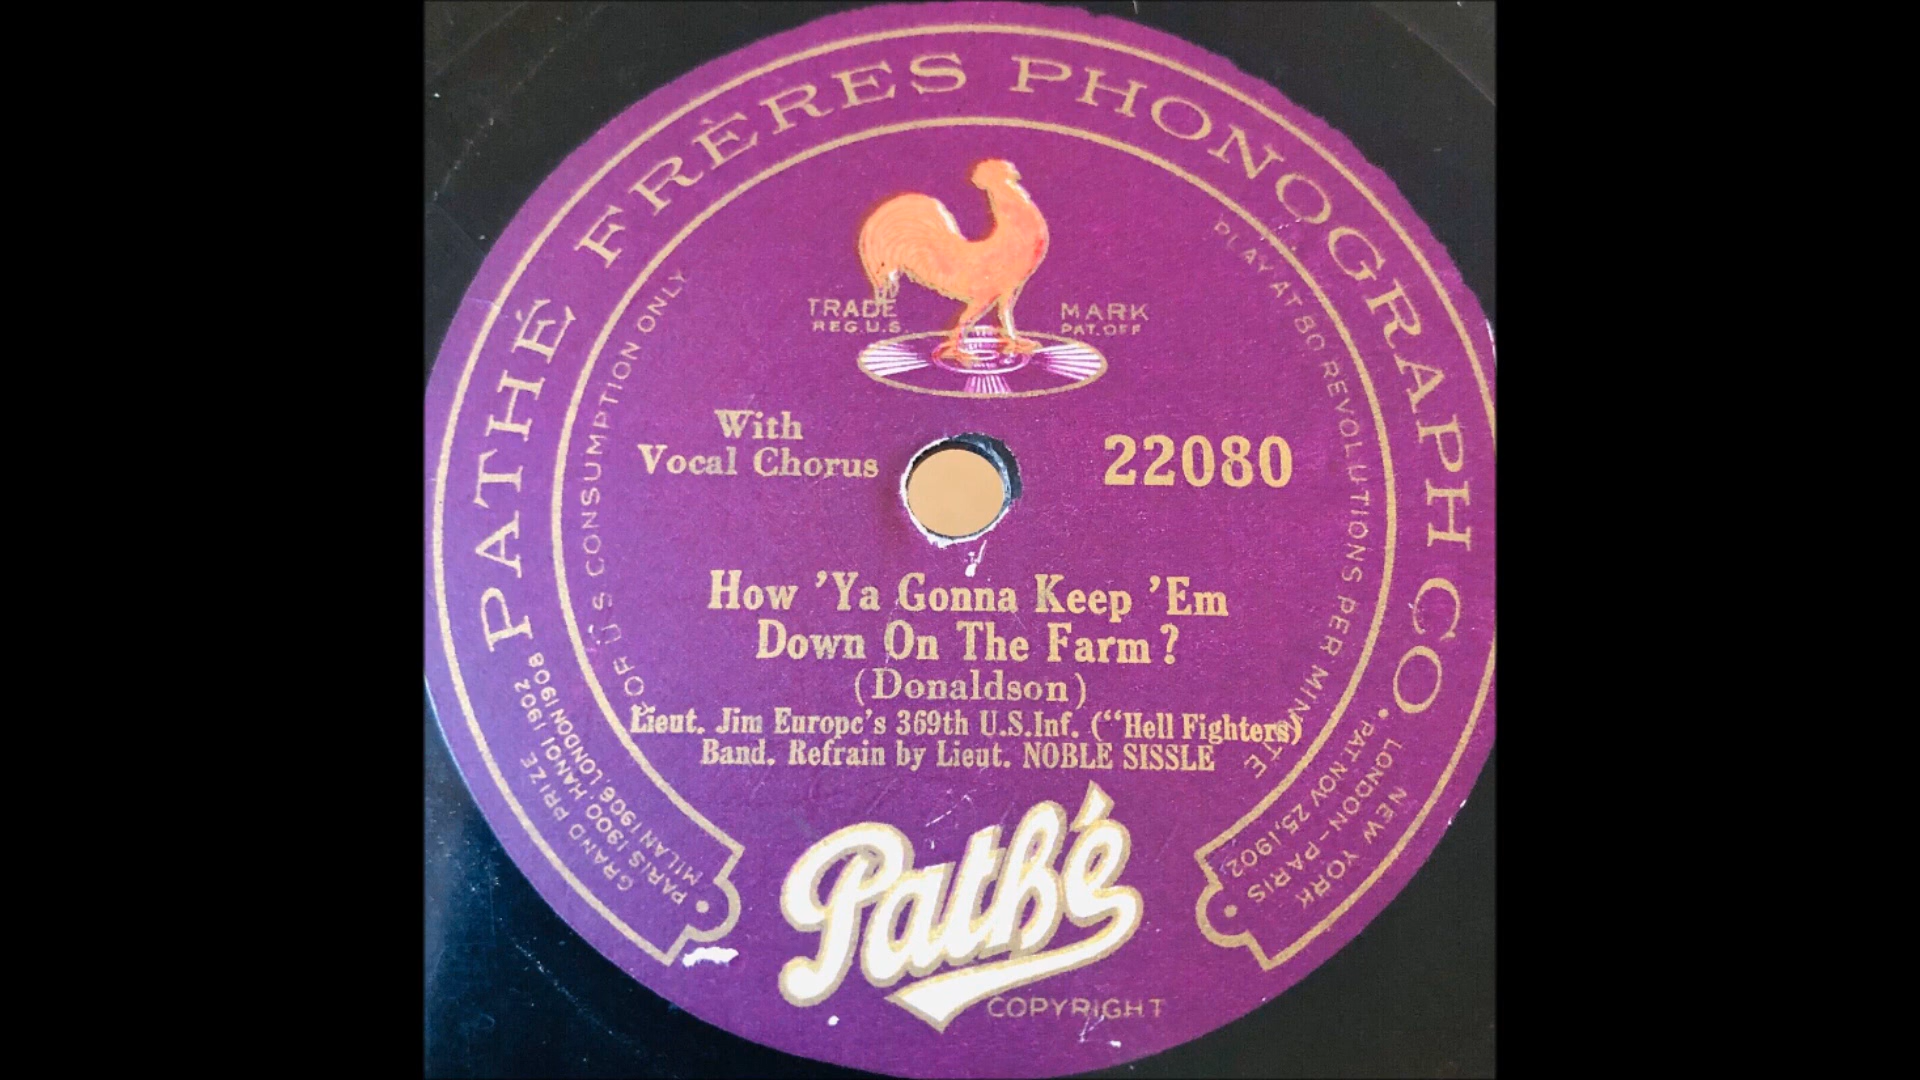 PATHÉ FRÈRES PHONOGRAPH CO.
TRADE MARK
REG. U.S. PAT. OFF
FOR U.S. CONSUMPTION ONLY
PLAY AT 80 REVOLUTIONS PER MINUTE
With
Vocal Chorus
22080
How 'Ya Gonna Keep 'Em
Down On The Farm?
(Donaldson)
Lieut. Jim Europe's 369th U.S.Inf. ("Hell Fighters)
Band. Refrain by Lieut. NOBLE SISSLE
GRAND PRIZE
PARIS 1900. HANOI 1902
MILAN 1906. LONDON 1908
NEW YORK
LONDON-PARIS
PAT NOV 25, 1902
Pathé
COPYRIGHT